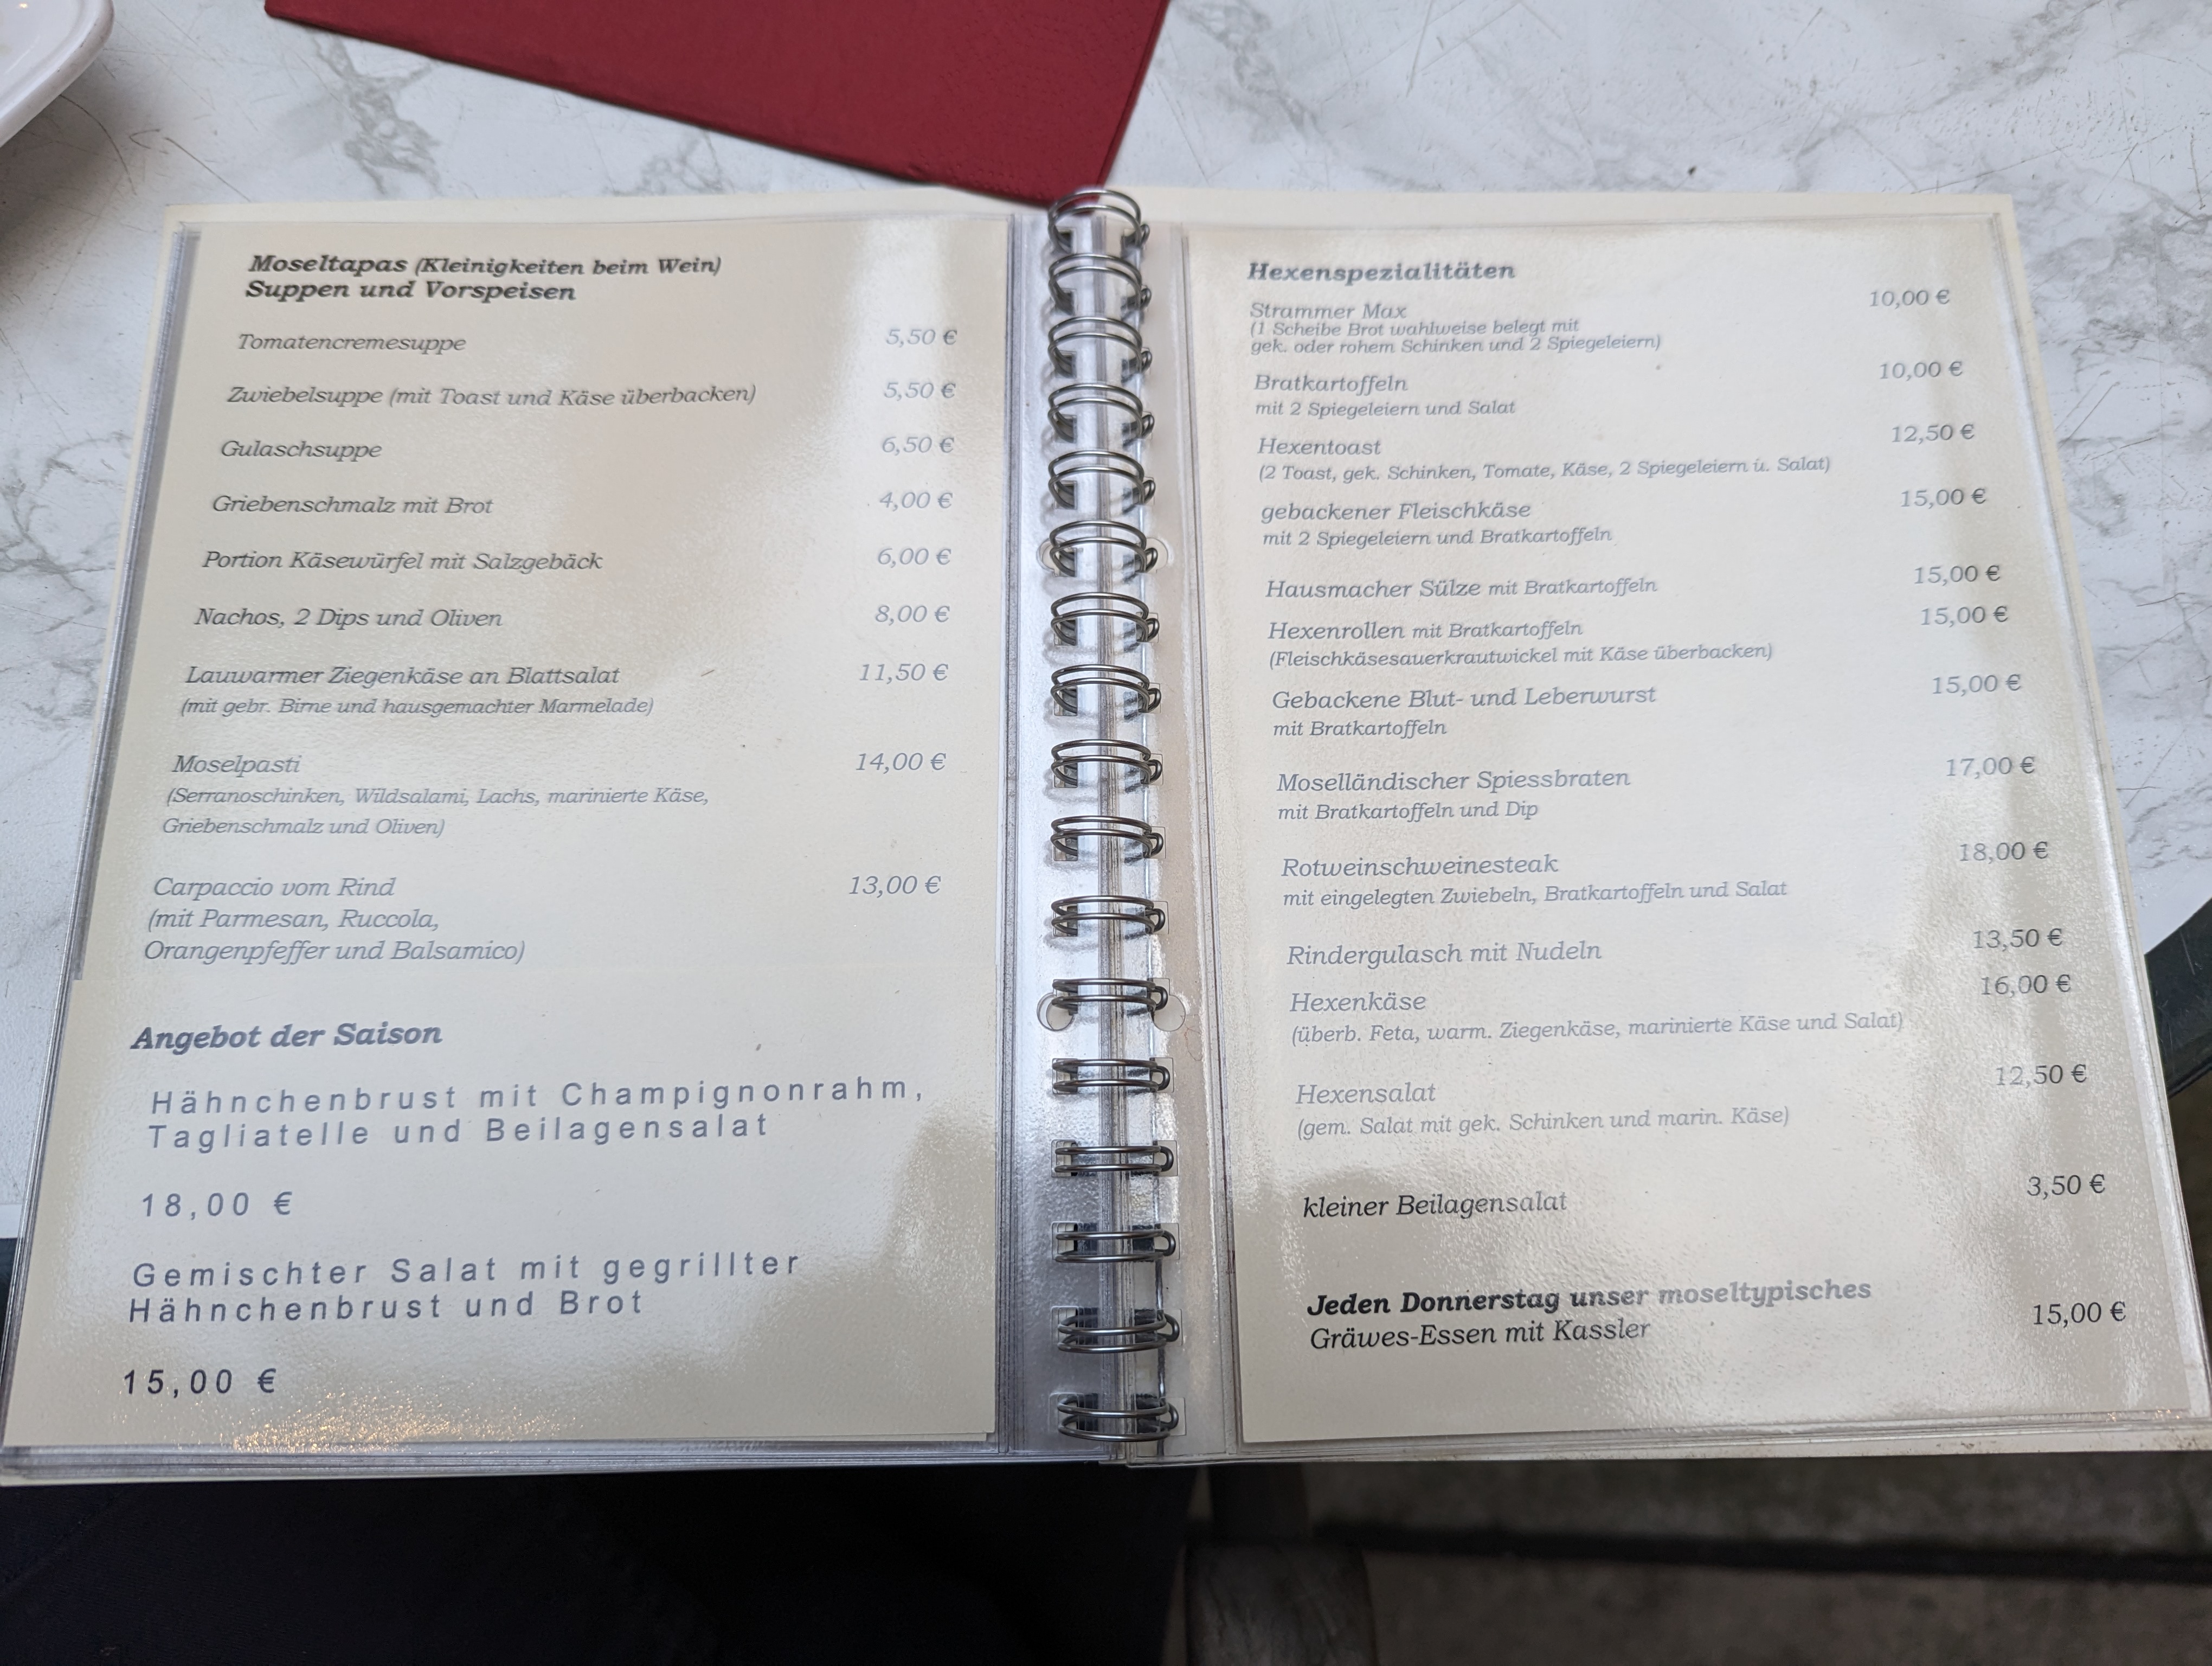 Moseltapas (Kleinigkeiten beim Wein)
Suppen und Vorspeisen
Tomatencremesuppe 5,50 €
Zwiebelsuppe (mit Toast und Käse überbacken) 5,50 €
Gulaschsuppe 6,50 €
Griebenschmalz mit Brot 4,00 €
Portion Käsewürfel mit Salzgebäck 6,00 €
Nachos, 2 Dips und Oliven 8,00 €
Lauwarmer Ziegenkäse an Blattsalat 11,50 €
(mit gebr. Birne und hausgemachter Marmelade)
Moselpasti 14,00 €
(Serranoschinken, Wildsalami, Lachs, marinierte Käse,
Griebenschmalz und Oliven)
Carpaccio vom Rind 13,00 €
(mit Parmesan, Ruccola,
Orangenpfeffer und Balsamico)
Angebot der Saison
Hähnchenbrust mit Champignonrahm,
Tagliatelle und Beilagensalat
18,00 €
Gemischter Salat mit gegrillter
Hähnchenbrust und Brot
15,00 €
Hexenspezialitäten
Strammer Max 10,00 €
(1 Scheibe Brot wahlweise belegt mit
gek. oder rohem Schinken und 2 Spiegeleiern)
Bratkartoffeln 10,00 €
mit 2 Spiegeleiern und Salat
Hexentoast 12,50 €
(2 Toast, gek. Schinken, Tomate, Käse, 2 Spiegeleiern u. Salat)
gebackener Fleischkäse 15,00 €
mit 2 Spiegeleiern und Bratkartoffeln
Hausmacher Sülze mit Bratkartoffeln 15,00 €
Hexenrollen mit Bratkartoffeln 15,00 €
(Fleischkäsesauerkrautwickel mit Käse überbacken)
Gebackene Blut- und Leberwurst 15,00 €
mit Bratkartoffeln
Moselländischer Spiessbraten 17,00 €
mit Bratkartoffeln und Dip
Rotweinschweinesteak 18,00 €
mit eingelegten Zwiebeln, Bratkartoffeln und Salat
Rindergulasch mit Nudeln 13,50 €
Hexenkäse 16,00 €
(überb. Feta, warm. Ziegenkäse, marinierte Käse und Salat)
Hexensalat 12,50 €
(gem. Salat mit gek. Schinken und marin. Käse)
kleiner Beilagensalat 3,50 €
Jeden Donnerstag unser moseltypisches
Gräwes-Essen mit Kassler 15,00 €